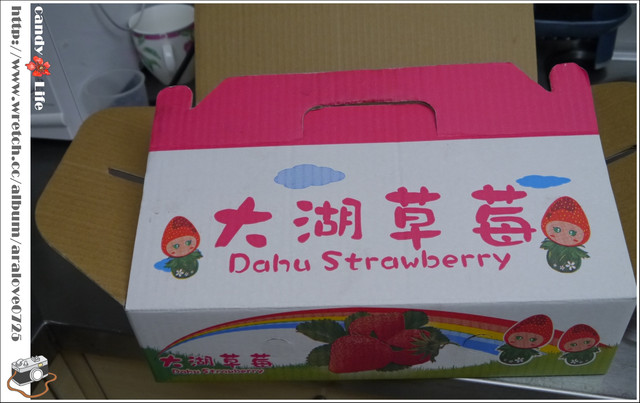 candy Life
http://www.wretch.cc/album/aralove0725
大湖草莓
Dahu Strawberry
大湖草莓
Dahu Strawberry